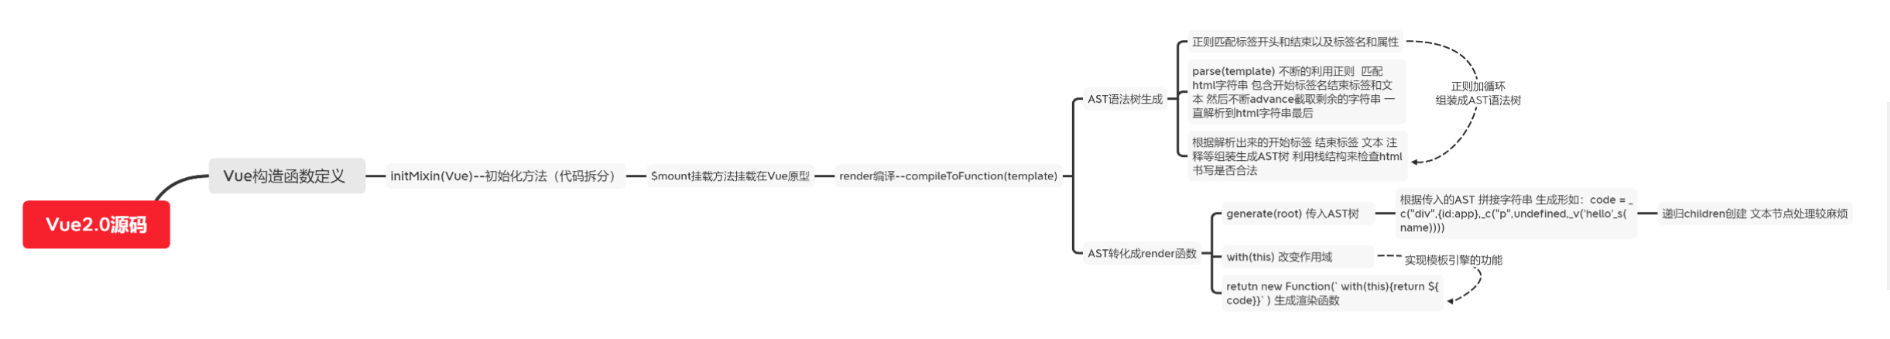 Vue2.0源码
Vue构造函数定义
initMixin(Vue)--初始化方法（代码拆分）
$mount挂载方法挂载在Vue原型
render编译--compileToFunction(template)
AST语法树生成
正则匹配标签开头和结束以及标签名和属性
parse(template) 不断的利用正则 匹配
html字符串 包含开始标签名结束标签和文
本 然后不断advance截取剩余的字符串 一
直解析到html字符串最后
根据解析出来的开始标签 结束标签 文本 注
释等组装生成AST树 利用栈结构来检查html
书写是否合法
正则加循环
组装成AST语法树
AST转化成render函数
generate(root) 传入AST树
根据传入的AST 拼接字符串 生成形如：code = _
c("div",{id:app},_c("p",undefined,_v('hello'_s(
name))))
递归children创建 文本节点处理较麻烦
with(this) 改变作用域
实现模板引擎的功能
retutn new Function(` with(this){return ${
code}}` ) 生成渲染函数